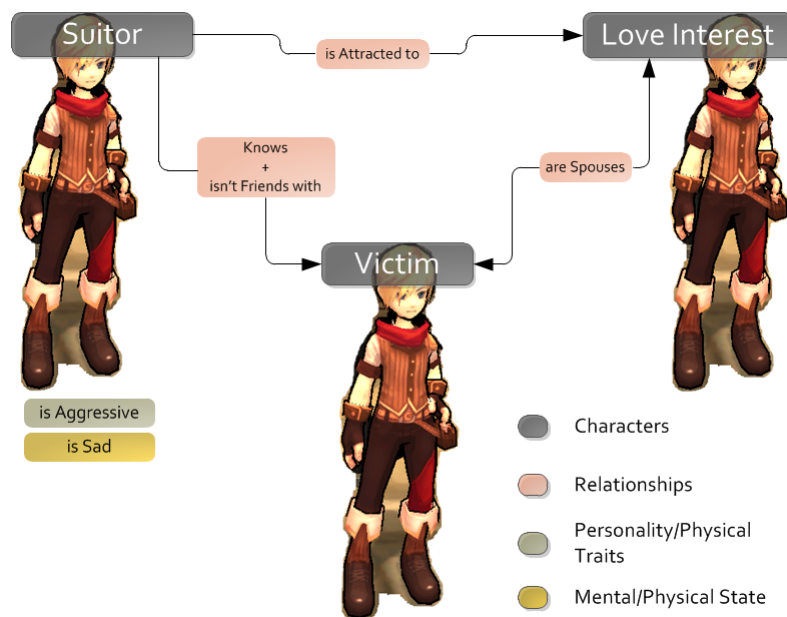 Suitor
is Attracted to
Love Interest
Knows
+
isn't Friends with
are Spouses
Victim
is Aggressive
is Sad
Characters
Relationships
Personality/Physical
Traits
Mental/Physical State